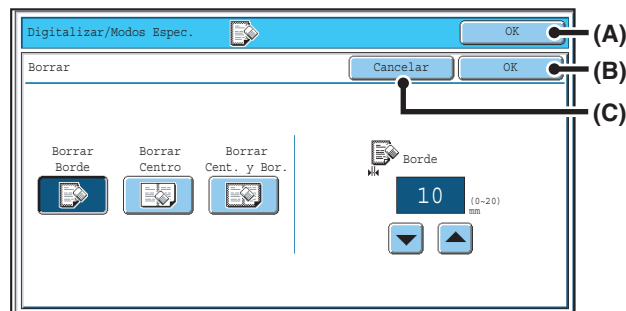 Digitalizar/Modos Espec.
OK
(A)
Borrar
Cancelar
OK
(B)
(C)
Borrar
Borde
Borrar
Centro
Borrar
Cent. y Bor.
Borde
10
(0~20)
mm